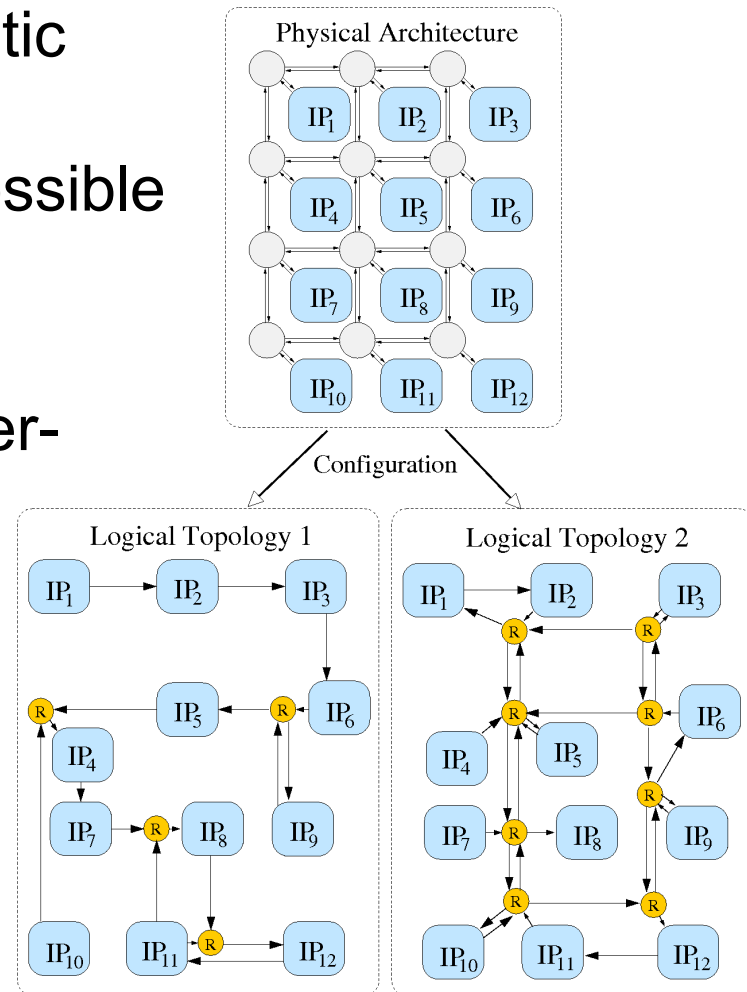 tic
ssible
er-
Physical Architecture
IP1 IP2 IP3
IP4 IP5 IP6
IP7 IP8 IP9
IP10 IP11 IP12
Configuration
Logical Topology 1
IP1 IP2 IP3
R IP5 R IP6
IP4
IP7 R IP8 IP9
IP10 IP11 R IP12
Logical Topology 2
IP1 IP2 IP3
R R
R R IP6
IP4 IP5
R
IP7 R IP8 IP9
R R
IP10 IP11 IP12